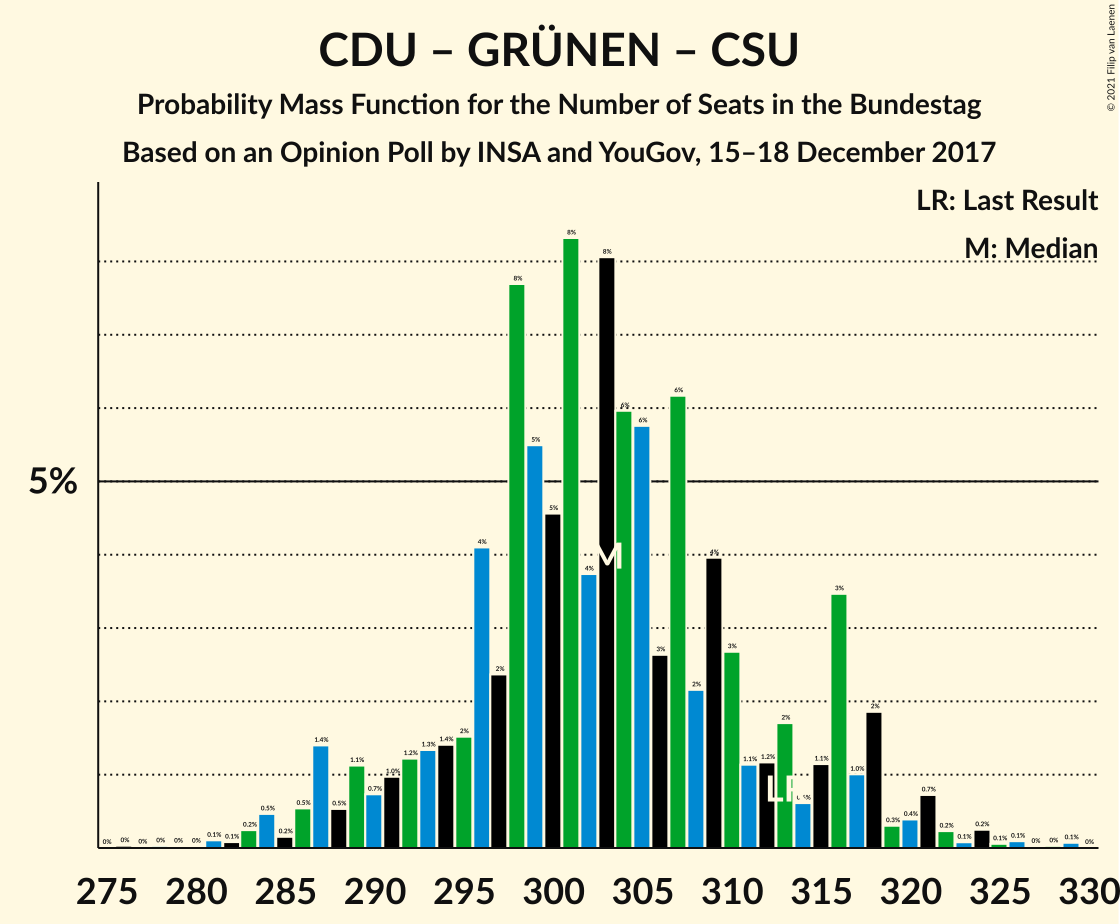 CDU – GRÜNEN – CSU
Probability Mass Function for the Number of Seats in the Bundestag
Based on an Opinion Poll by INSA and YouGov, 15–18 December 2017
© 2021 Filip van Laenen
LR: Last Result
M: Median
5%
0% 0% 0% 0% 0% 0% 0.1% 0.1% 0.2% 0.5% 0.2% 0.5% 1.4% 0.5% 1.1% 0.7% 1.0% 1.2% 1.3% 1.4% 2% 4% 2% 8% 5% 5% 8% 4% 8% 6% 6% 3% 6% 2% 4% 3% 1.1% 1.2% 2% 1.1% 3% 1.0% 2% 0.3% 0.4% 0.7% 0.2% 0.1% 0.2% 0.1% 0.1% 0% 0% 0.1% 0%
M
275 280 285 290 295 300 305 310 315 320 325 330